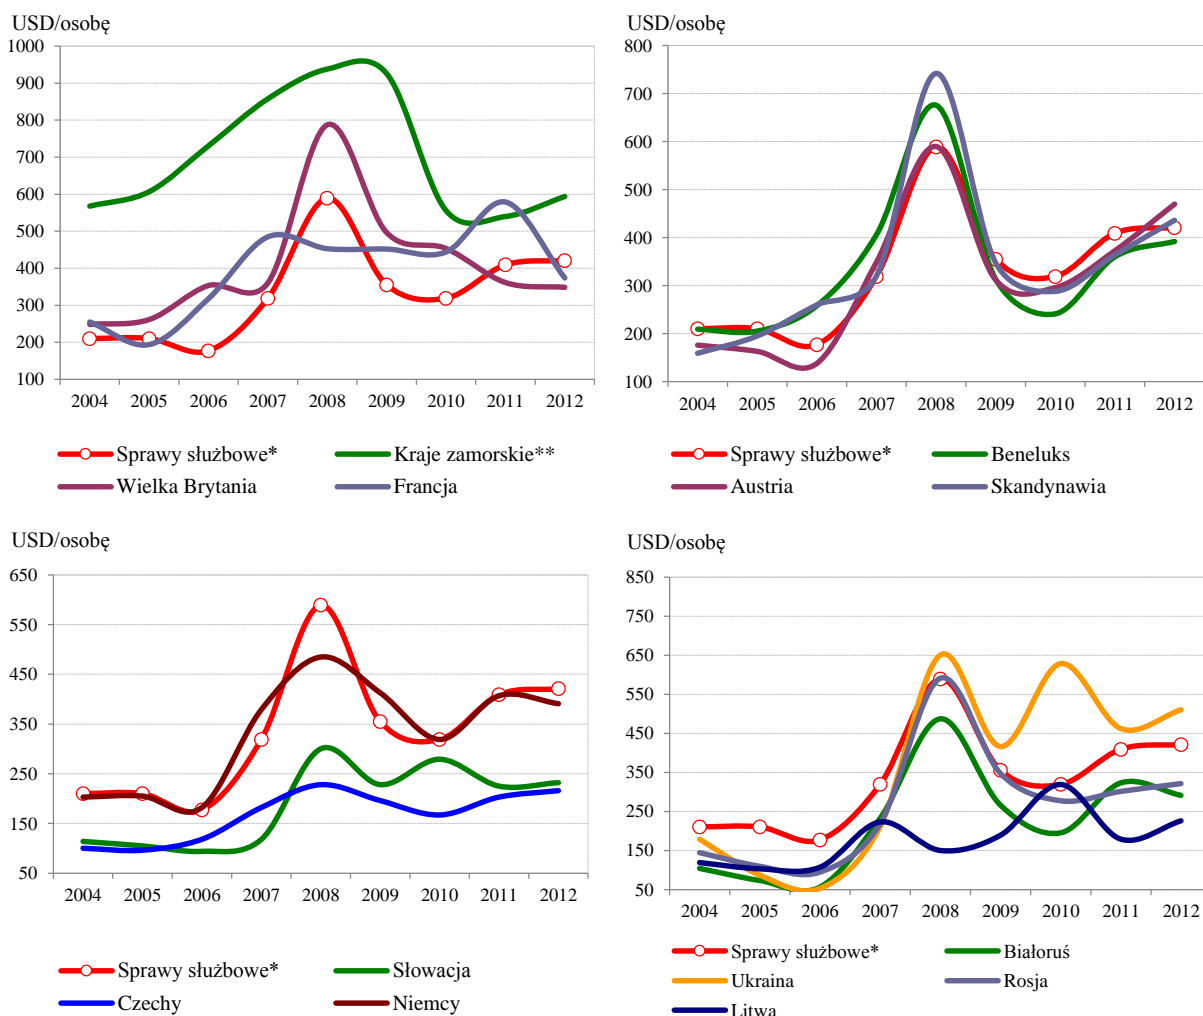 USD/osobę
1000
900
800
700
600
500
400
300
200
100
2004 2005 2006 2007 2008 2009 2010 2011 2012
Sprawy służbowe* Kraje zamorskie**
Wielka Brytania Francja
USD/osobę
800
700
600
500
400
300
200
100
2004 2005 2006 2007 2008 2009 2010 2011 2012
Sprawy służbowe* Beneluks
Austria Skandynawia
USD/osobę
650
550
450
350
250
150
50
2004 2005 2006 2007 2008 2009 2010 2011 2012
Sprawy służbowe* Słowacja
Czechy Niemcy
USD/osobę
850
750
650
550
450
350
250
150
50
2004 2005 2006 2007 2008 2009 2010 2011 2012
Sprawy służbowe* Białoruś
Ukraina Rosja
Litwa